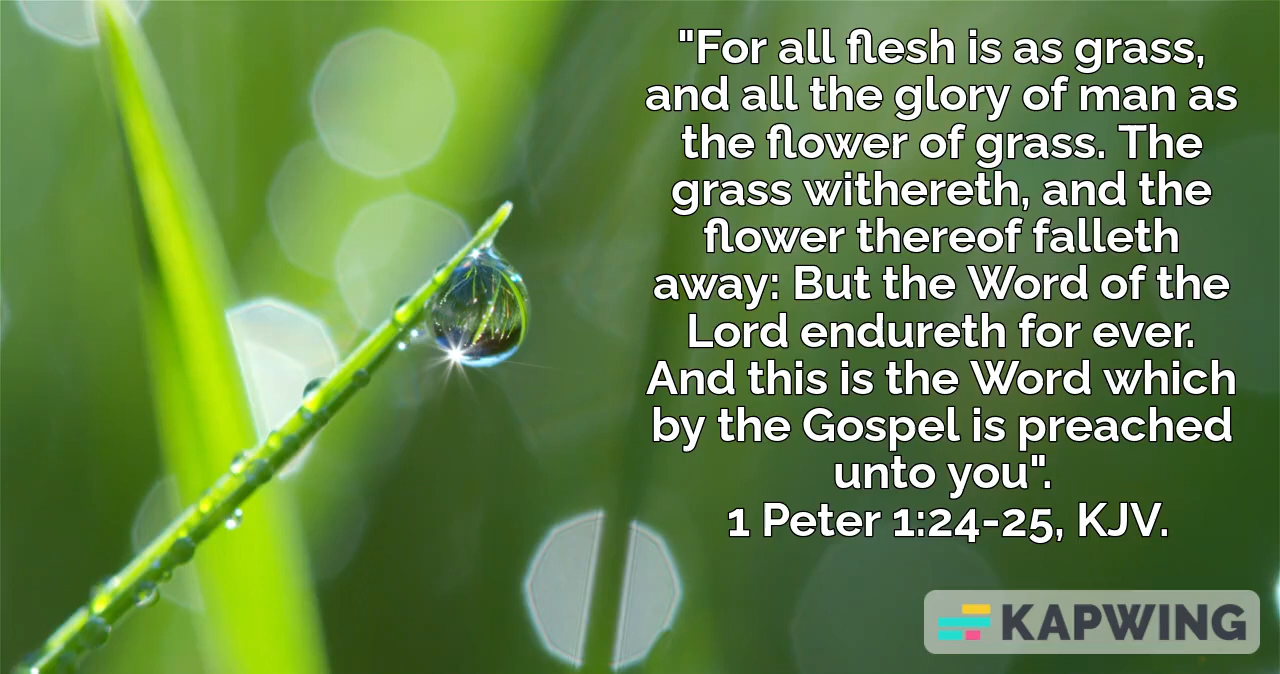 "For all flesh is as grass,
and all the glory of man as
the flower of grass. The
grass withereth, and the
flower thereof falleth
away: But the Word of the
Lord endureth for ever.
And this is the Word which
by the Gospel is preached
unto you".
1 Peter 1:24-25, KJV.
KAPWING